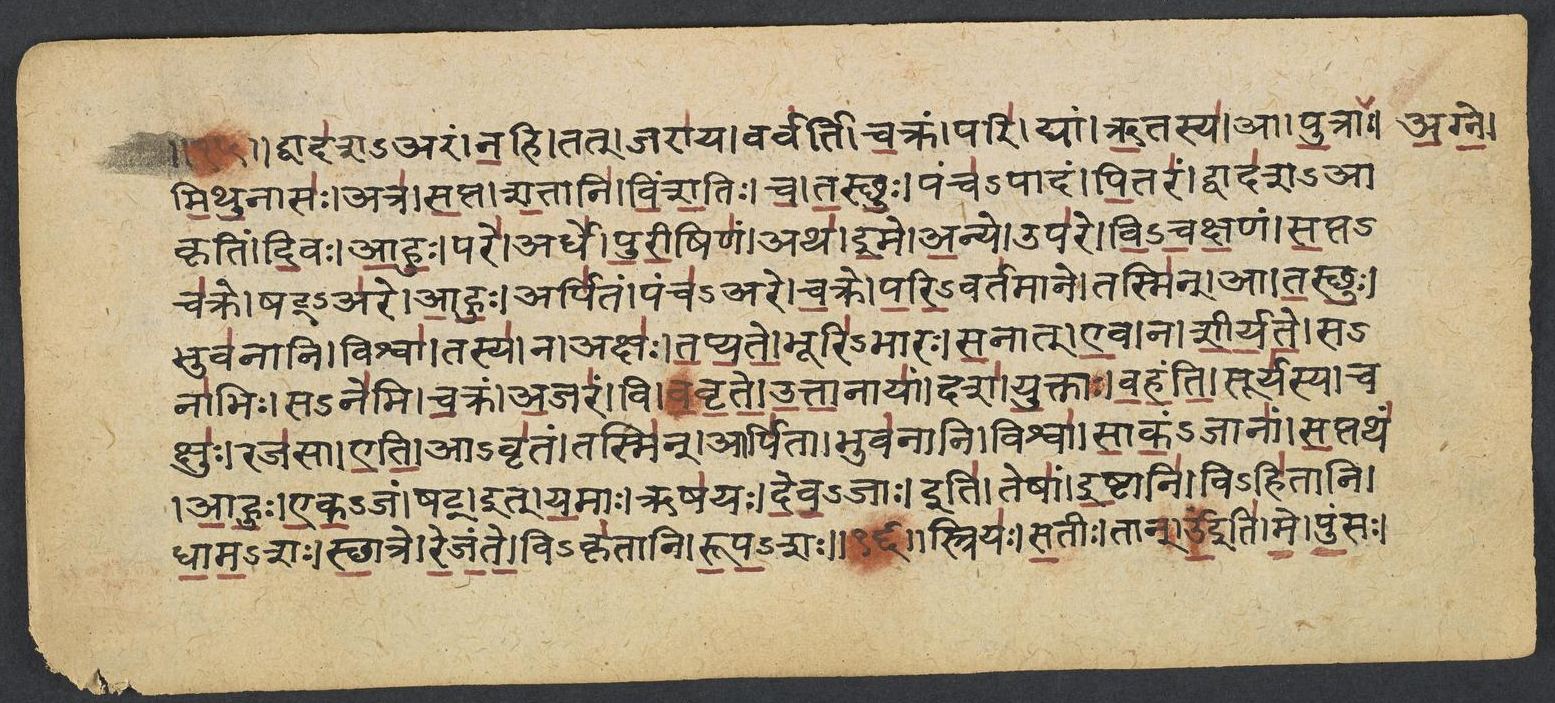 ॥१५॥ द्वादशऽअरं।नहि।तत्।जराय।वर्वर्ति।चक्रं।परि।द्यां।ऋतस्य।आ।पुत्राः।अग्ने।
मिथुनासः।अत्र।सप्त।शतानि।विंशतिः।च।तस्थुः।पंचऽपादं।पितरं।द्वादशऽआ
कृतिं।दिवः।आहुः।परे।अर्धे।पुरीषिणं।अथ।इमे।अन्ये।उपरे।विऽचक्षणं।सप्तऽ
चक्रे।षट्ऽअरे।आहुः।अर्पितं।पंचऽअरे।चक्रे।परिऽवर्तमाने।तस्मिन्।आ।तस्थुः।
भुवनानि।विश्वा।तस्य।न।अक्षः।तप्यते।भूरिऽभारः।सनात्।एव।न।शीर्यते।सऽ
नाभिः।सऽनेमि।चक्रं।अजरं।वि।ववृते।उत्तानायां।दश।युक्ताः।वहंति।सूर्यस्य।च
क्षुः।रजसा।एति।आऽवृतं।तस्मिन्।आर्पिता।भुवनानि।विश्वा।साकंऽजानां।सप्तथं
।आहुः।एकऽजं।षट्।इत्।यमाः।ऋषयः।देवऽजाः।इति।तेषां।इष्टानि।विऽहितानि।
धामऽशः।स्थात्रे।रेजंते।विऽकृतानि।रूपऽशः॥१६॥स्त्रियः।सतीः।तान्।उँइति।मे।पुंसः।